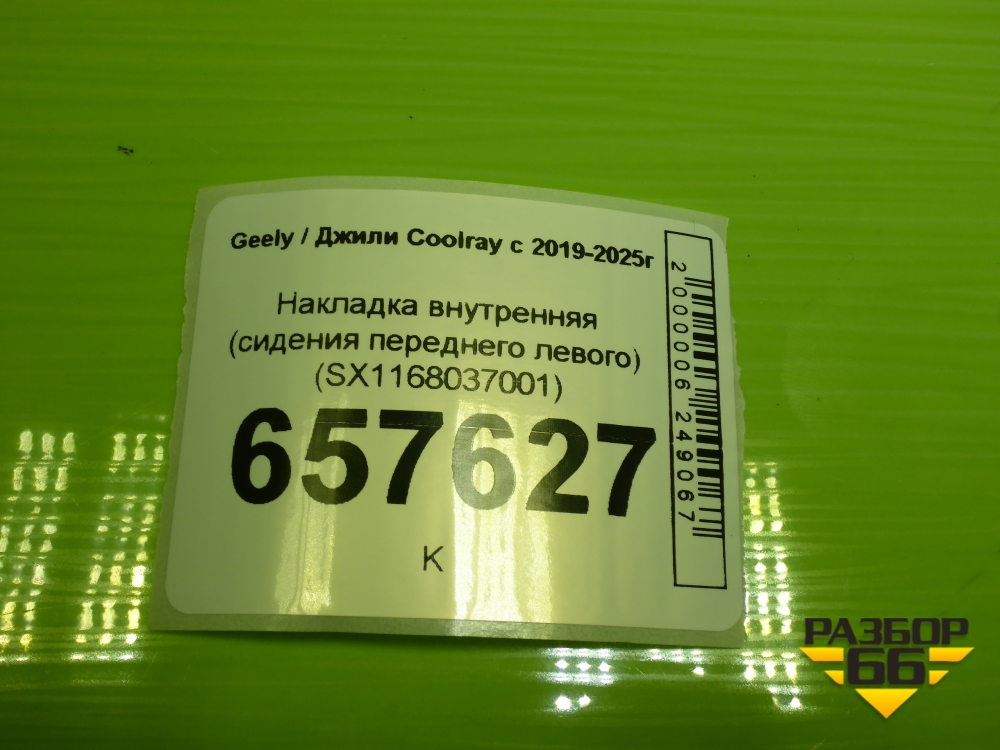 Geely / Джили Coolray с 2019-2025г
Накладка внутренняя
(сидения переднего левого)
(SX1168037001)
657627
К
2000006249067
РАЗБОР
66